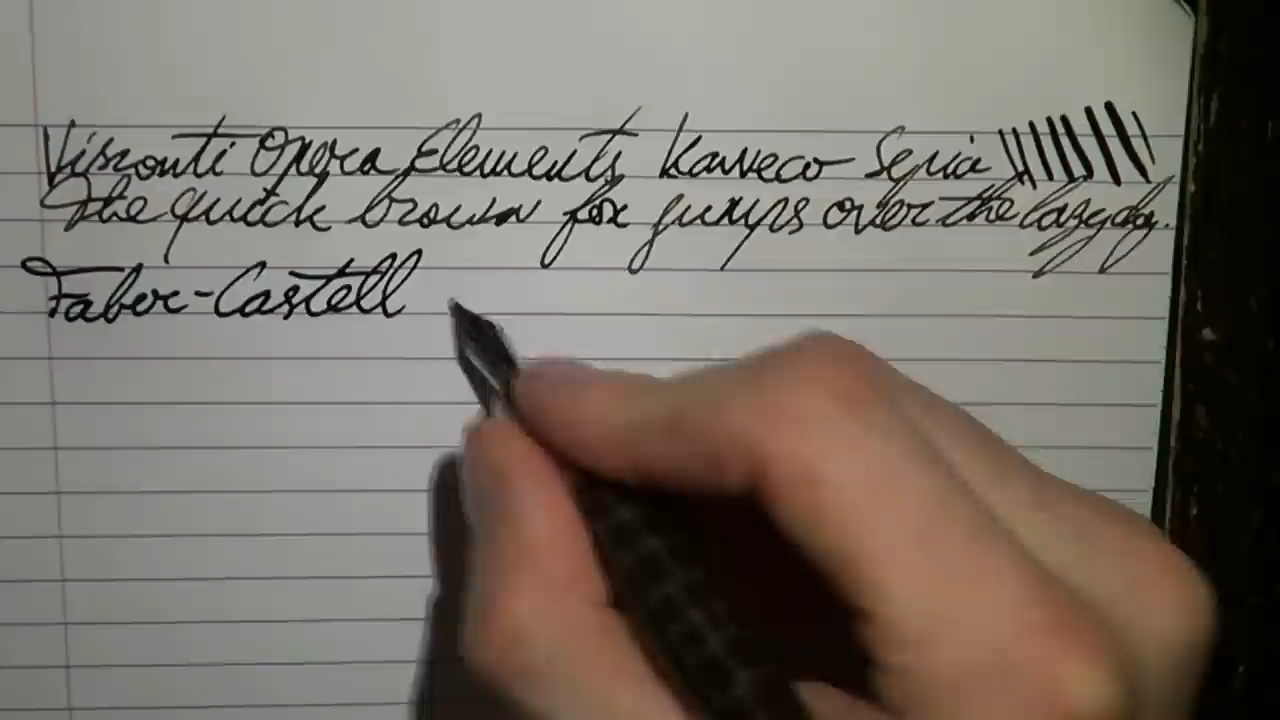 Visconti Opera Elements Kaweco Sepia
The quick brown fox jumps over the lazy dog.
Faber-Castell